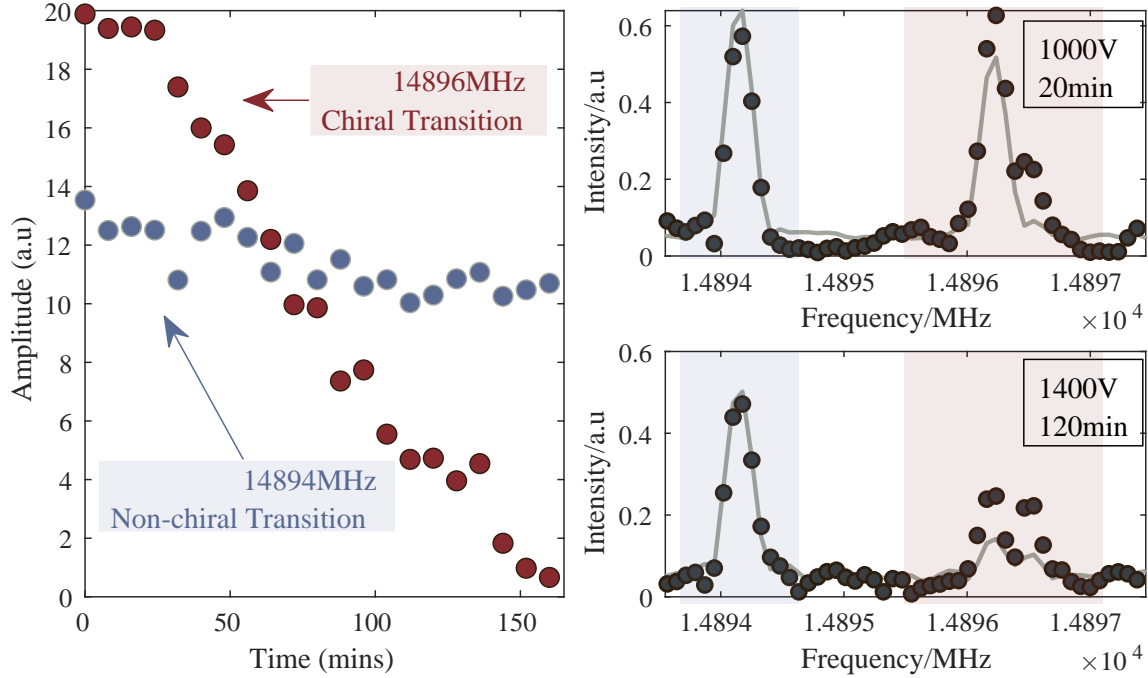 20
18
16
14
12
10
8
6
4
2
0
Amplitude (a.u)
0
50
100
150
Time (mins)
14896MHz
Chiral Transition
14894MHz
Non-chiral Transition
0.6
0.4
0.2
0
Intensity/a.u
1000V
20min
1.4894
1.4895
1.4896
1.4897
Frequency/MHz
×10 4
0.6
0.4
0.2
0
Intensity/a.u
1400V
120min
1.4894
1.4895
1.4896
1.4897
Frequency/MHz
×10 4